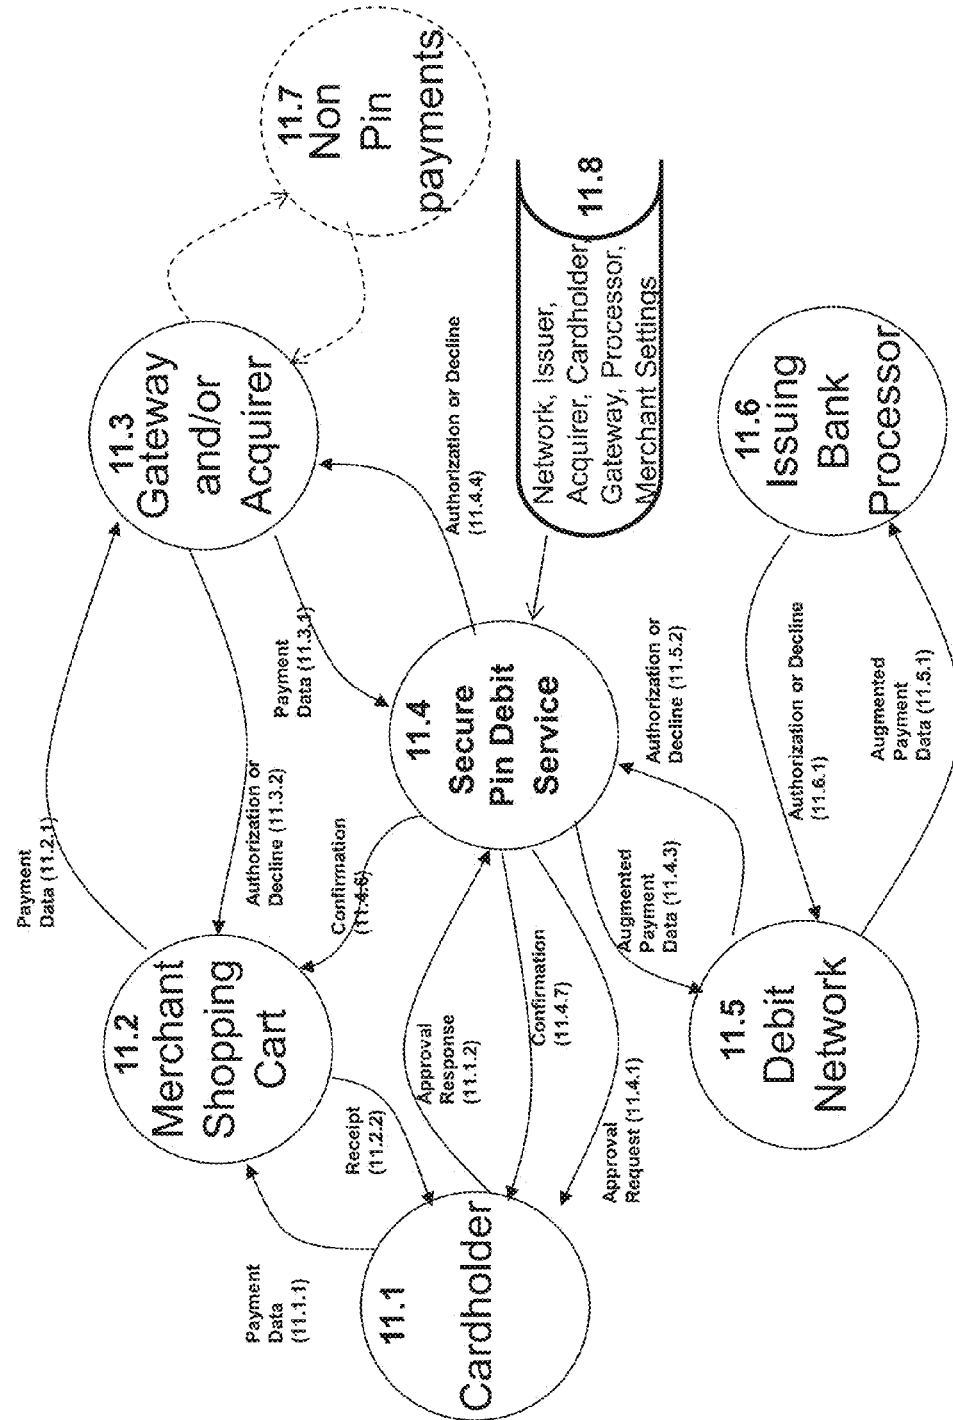 11.7
Non
Pin
payments
11.3
Gateway
and/or
Acquirer
Network, Issuer,
Acquirer, Cardholder,
Gateway, Processor,
Merchant Settings
11.8
11.6
Issuing
Bank
Processor
Payment
Data (11.2.1)
Authorization or
Decline (11.3.2)
Payment
Data (11.3.1)
Authorization or Decline
(11.4.4)
11.4
Secure
Pin Debit
Service
Authorization or
Decline (11.5.2)
Authorization or Decline
(11.6.1)
Augmented
Payment
Data (11.5.1)
Confirmation
(11.4.6)
Augmented
Payment
Data (11.4.3)
11.2
Merchant
Shopping
Cart
11.5
Debit
Network
Receipt
(11.2.2)
Approval
Response
(11.1.2)
Confirmation
(11.4.7)
Approval
Request (11.4.1)
Payment
Data
(11.1.1)
11.1
Cardholder